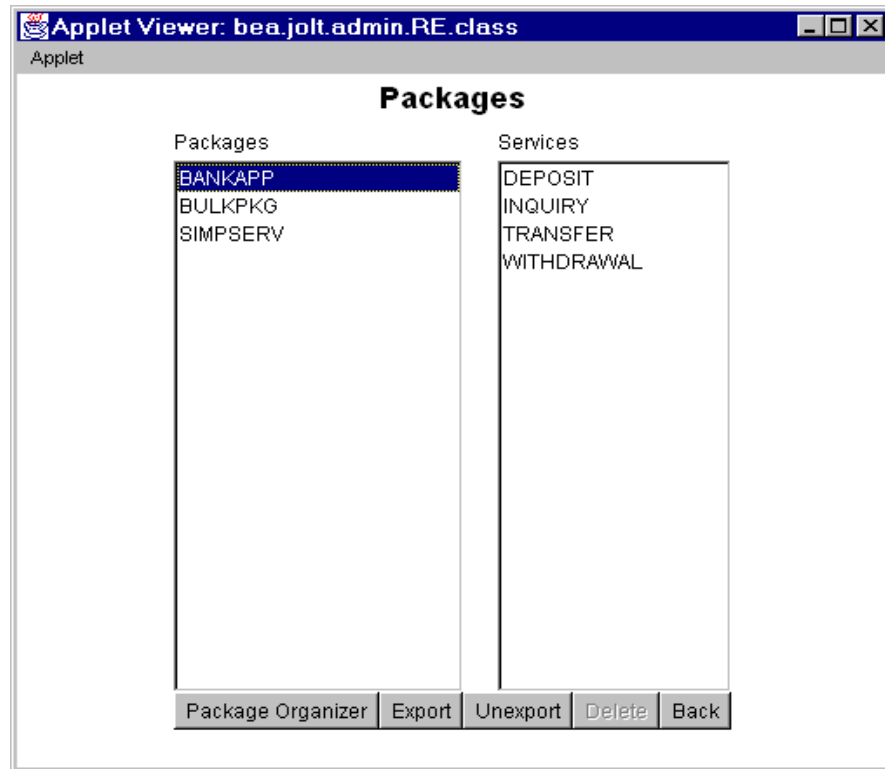 Applet Viewer: bea.jolt.admin.RE.class
Applet
Packages
Packages
Services
BANKAPP
BULKPKG
SIMPSERV
DEPOSIT
INQUIRY
TRANSFER
WITHDRAWAL
Package Organizer Export Unexport Delete Back